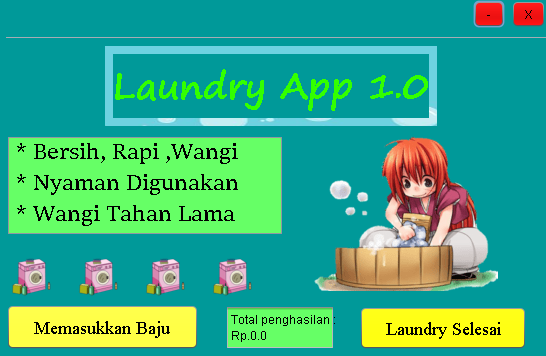 - X
Laundry App 1.0
* Bersih, Rapi ,Wangi
* Nyaman Digunakan
* Wangi Tahan Lama
Memasukkan Baju
Total penghasilan :
Rp.0.0
Laundry Selesai